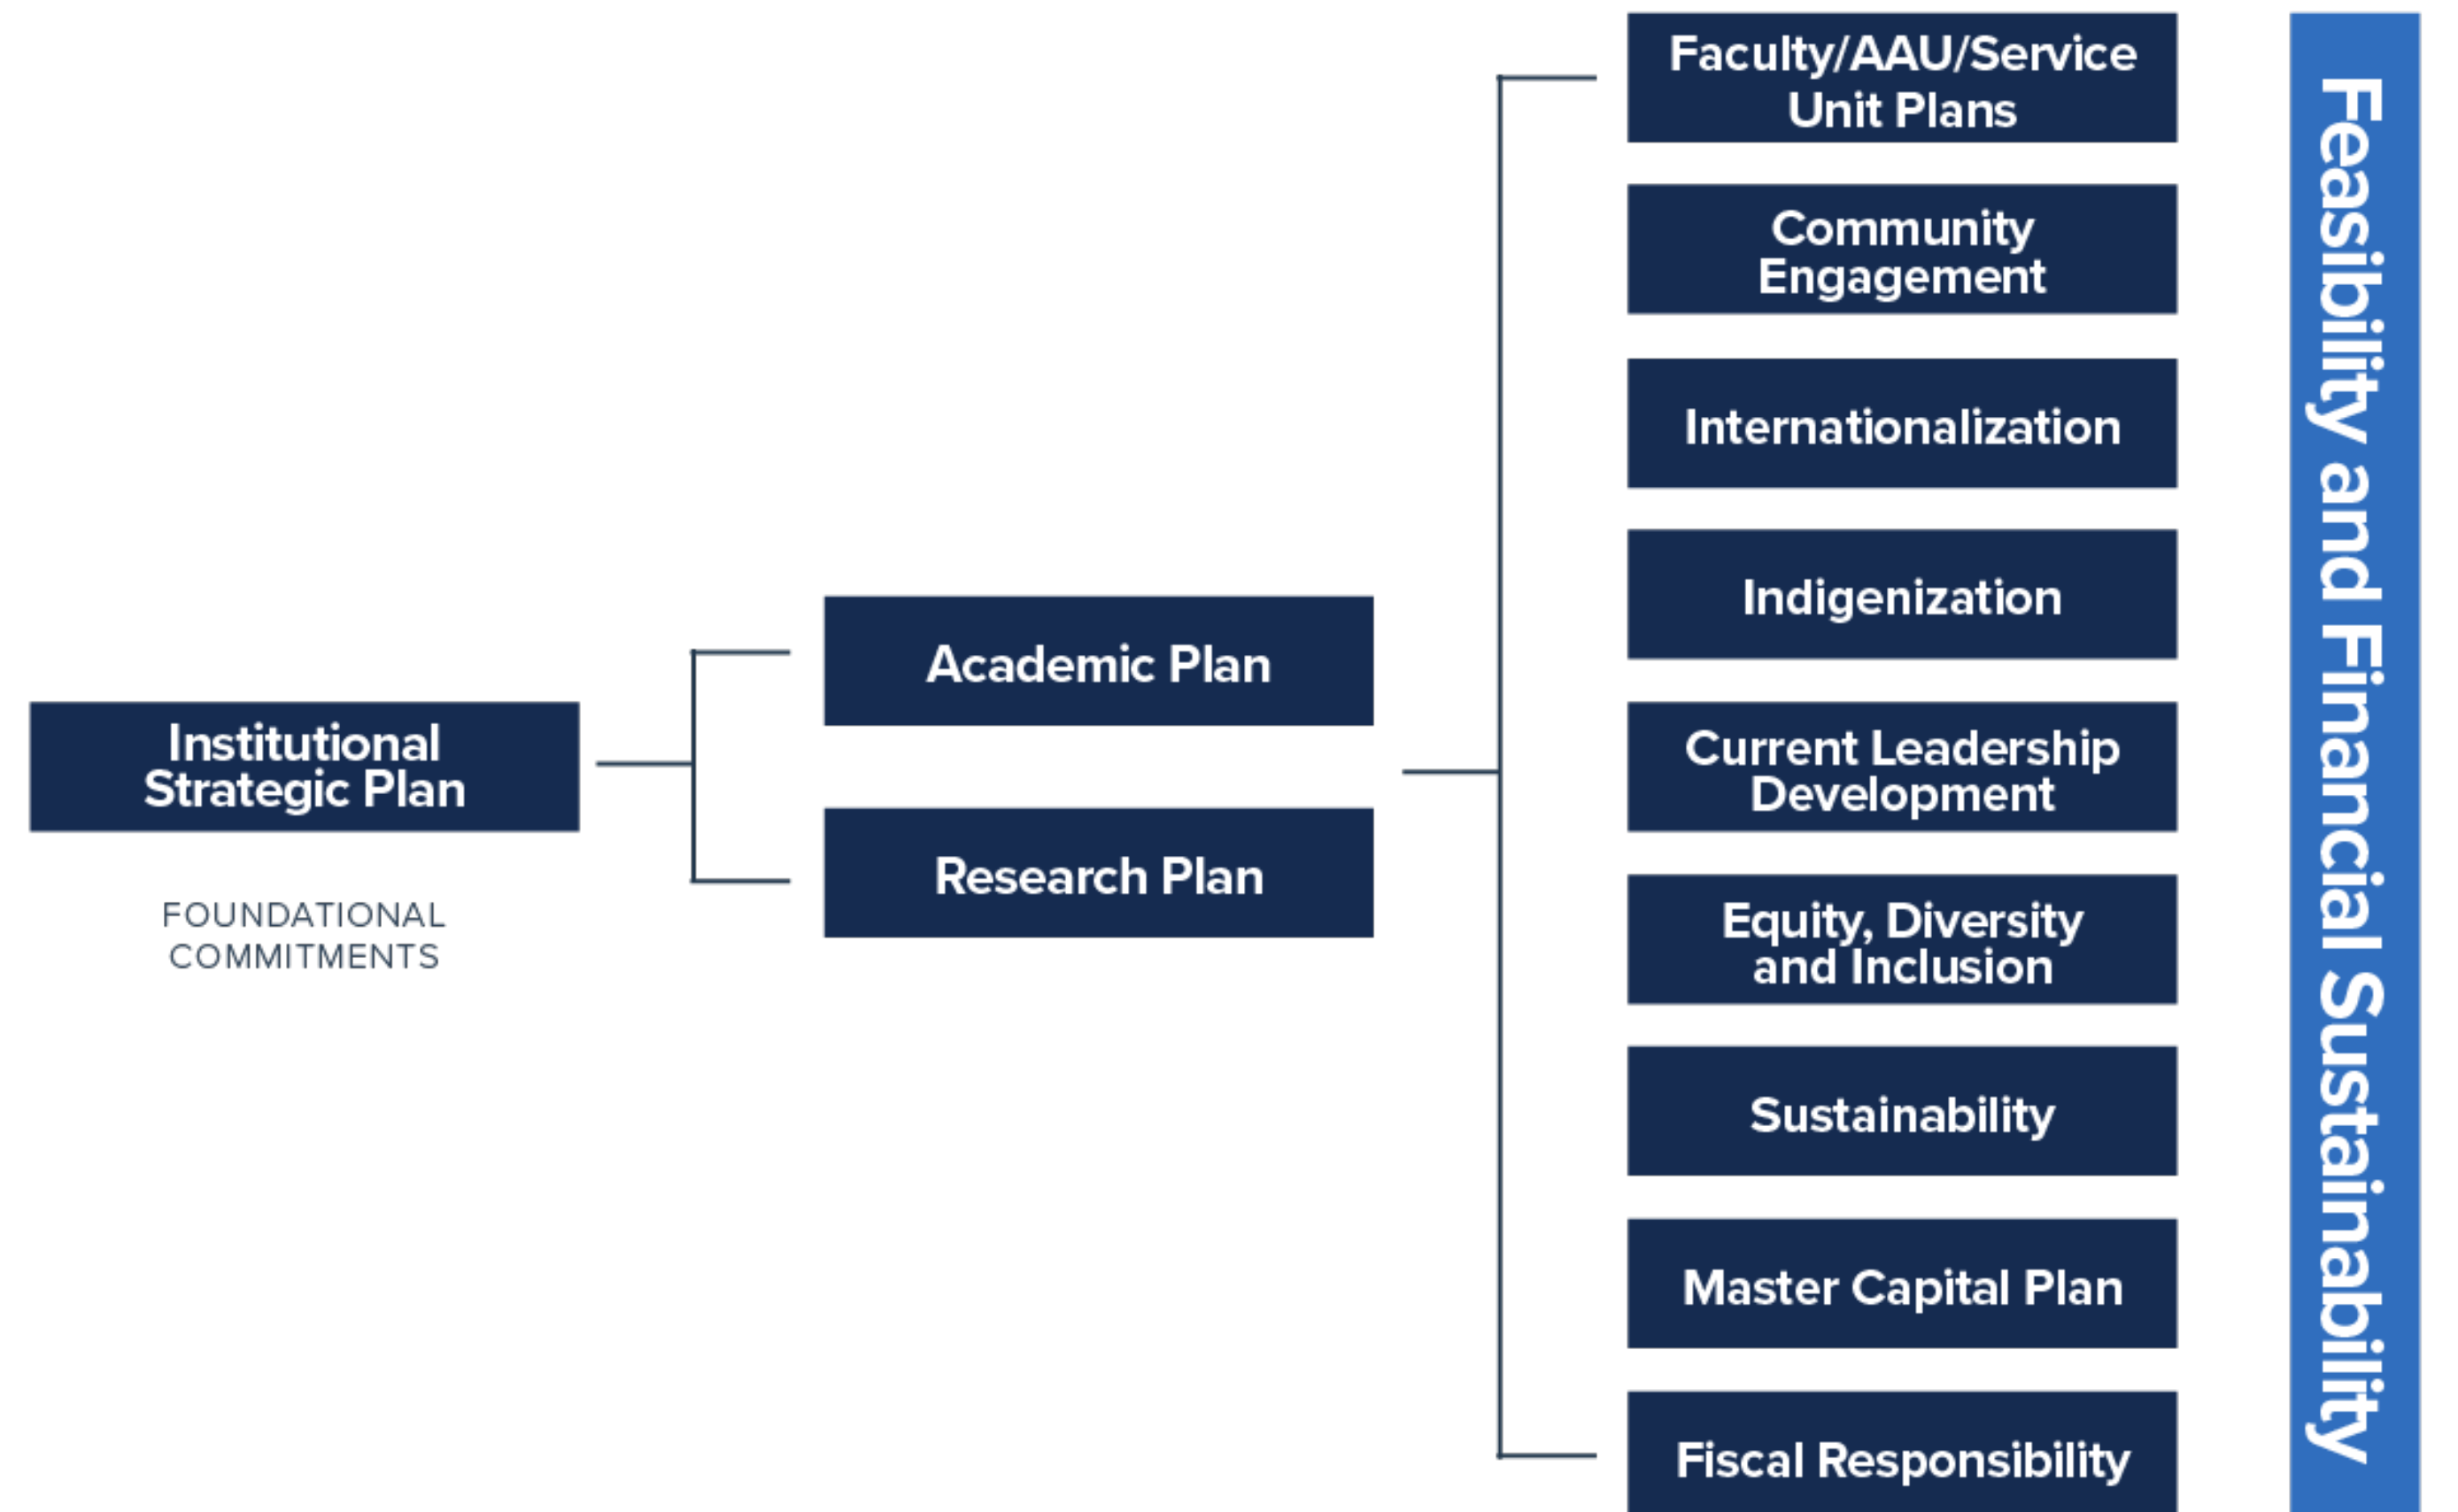 Institutional
Strategic Plan
FOUNDATIONAL
COMMITMENTS
Academic Plan
Research Plan
Faculty/AAU/Service
Unit Plans
Community
Engagement
Internationalization
Indigenization
Current Leadership
Development
Equity, Diversity
and Inclusion
Sustainability
Master Capital Plan
Fiscal Responsibility
Feasibility and Financial Sustainability